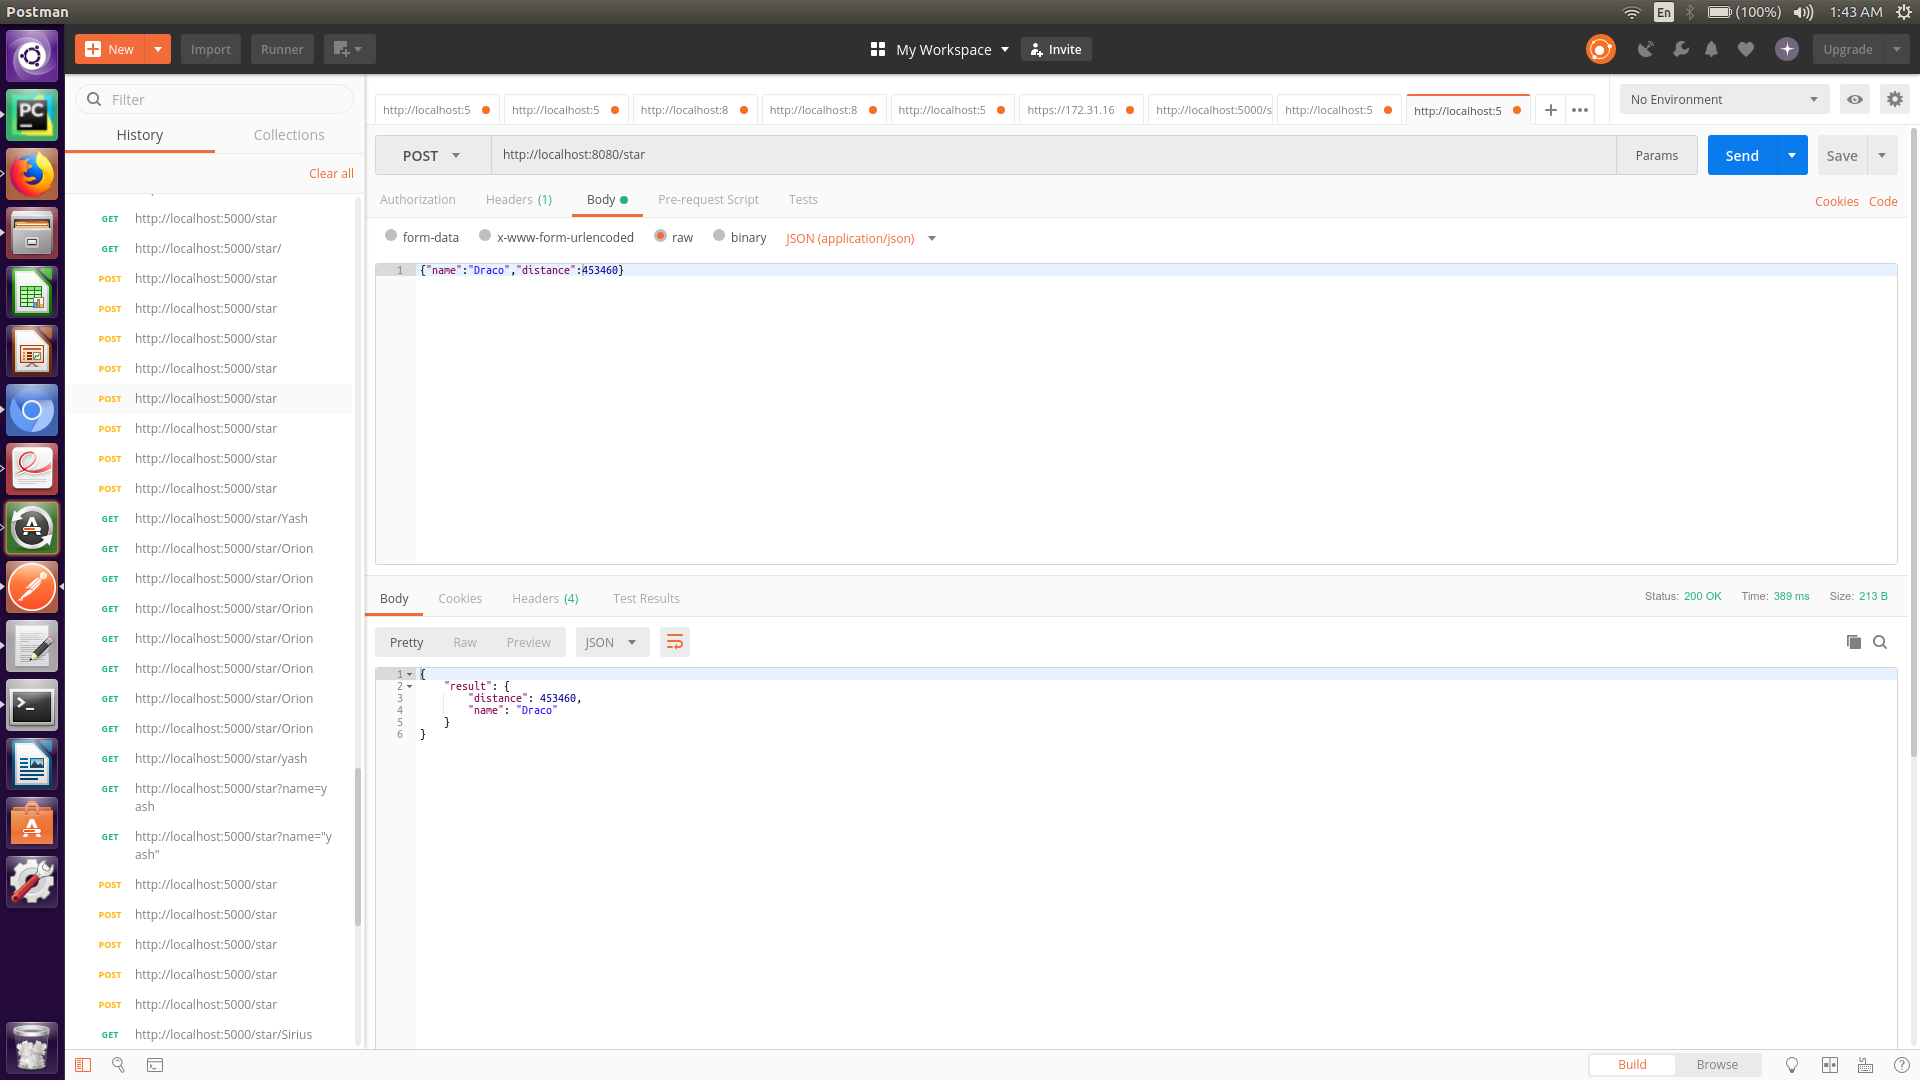 Postman
En
(100%)
1:43 AM
New
Import
Runner
My Workspace
Invite
Upgrade
Filter
History
Collections
Clear all
GET http://localhost:5000/star
GET http://localhost:5000/star/
POST http://localhost:5000/star
POST http://localhost:5000/star
POST http://localhost:5000/star
POST http://localhost:5000/star
POST http://localhost:5000/star
POST http://localhost:5000/star
POST http://localhost:5000/star
POST http://localhost:5000/star
GET http://localhost:5000/star/Yash
GET http://localhost:5000/star/Orion
GET http://localhost:5000/star/Orion
GET http://localhost:5000/star/Orion
GET http://localhost:5000/star/Orion
GET http://localhost:5000/star/Orion
GET http://localhost:5000/star/Orion
GET http://localhost:5000/star/Orion
GET http://localhost:5000/star/yash
GET http://localhost:5000/star?name=y
ash
GET http://localhost:5000/star?name="y
ash"
POST http://localhost:5000/star
POST http://localhost:5000/star
POST http://localhost:5000/star
POST http://localhost:5000/star
POST http://localhost:5000/star
GET http://localhost:5000/star/Sirius
http://localhost:5
http://localhost:5
http://localhost:8
http://localhost:8
http://localhost:5
https://172.31.16
http://localhost:5000/s
http://localhost:5
http://localhost:5
No Environment
POST
http://localhost:8080/star
Params
Send
Save
Authorization
Headers (1)
Body
Pre-request Script
Tests
Cookies
Code
form-data
x-www-form-urlencoded
raw
binary
JSON (application/json)
1 {"name":"Draco","distance":453460}
Body
Cookies
Headers (4)
Test Results
Status: 200 OK
Time: 389 ms
Size: 213 B
Pretty
Raw
Preview
JSON
1 {
2 "result": {
3 "distance": 453460,
4 "name": "Draco"
5 }
6 }
Build
Browse
PC